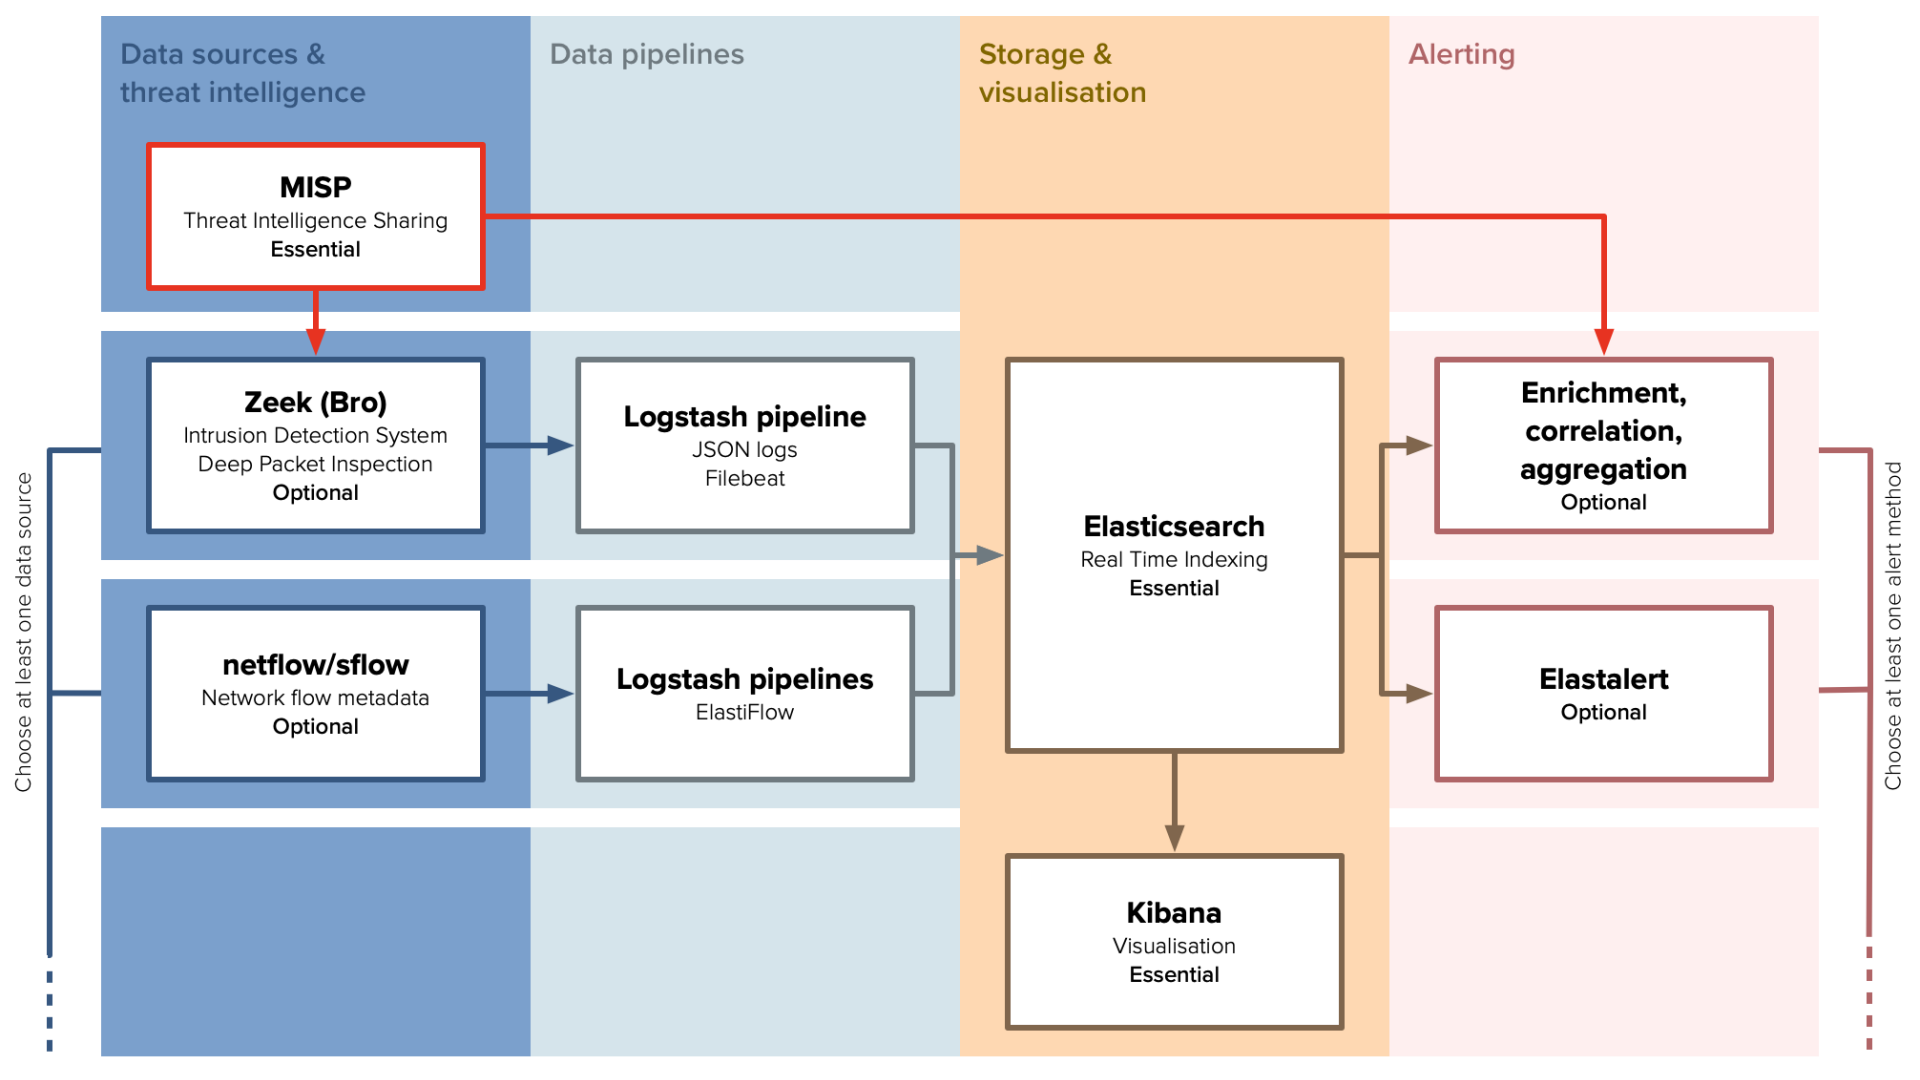 Data sources &
threat intelligence
Data pipelines
Storage &
visualisation
Alerting
MISP
Threat Intelligence Sharing
Essential
Zeek (Bro)
Intrusion Detection System
Deep Packet Inspection
Optional
Logstash pipeline
JSON logs
Filebeat
Elasticsearch
Real Time Indexing
Essential
Enrichment,
correlation,
aggregation
Optional
netflow/sflow
Network flow metadata
Optional
Logstash pipelines
ElastiFlow
Elastalert
Optional
Kibana
Visualisation
Essential
Choose at least one data source
Choose at least one alert method